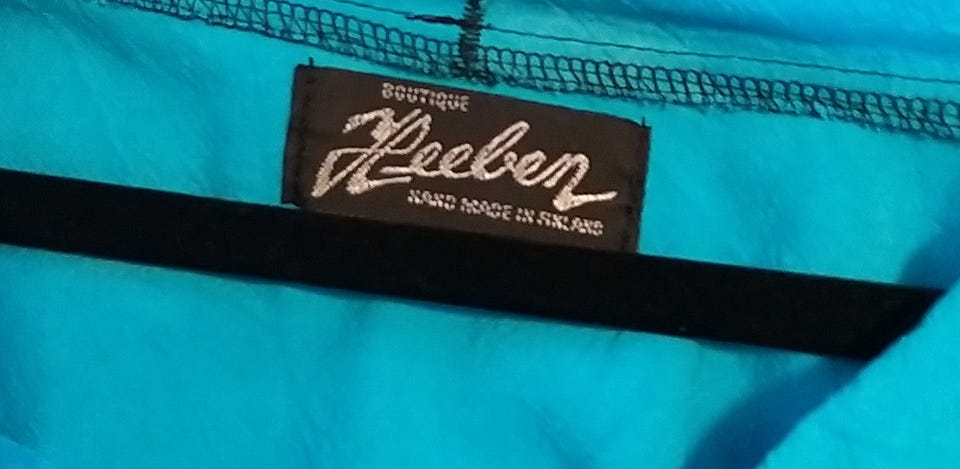 BOUTIQUE
Heeben
HAND MADE IN FINLAND